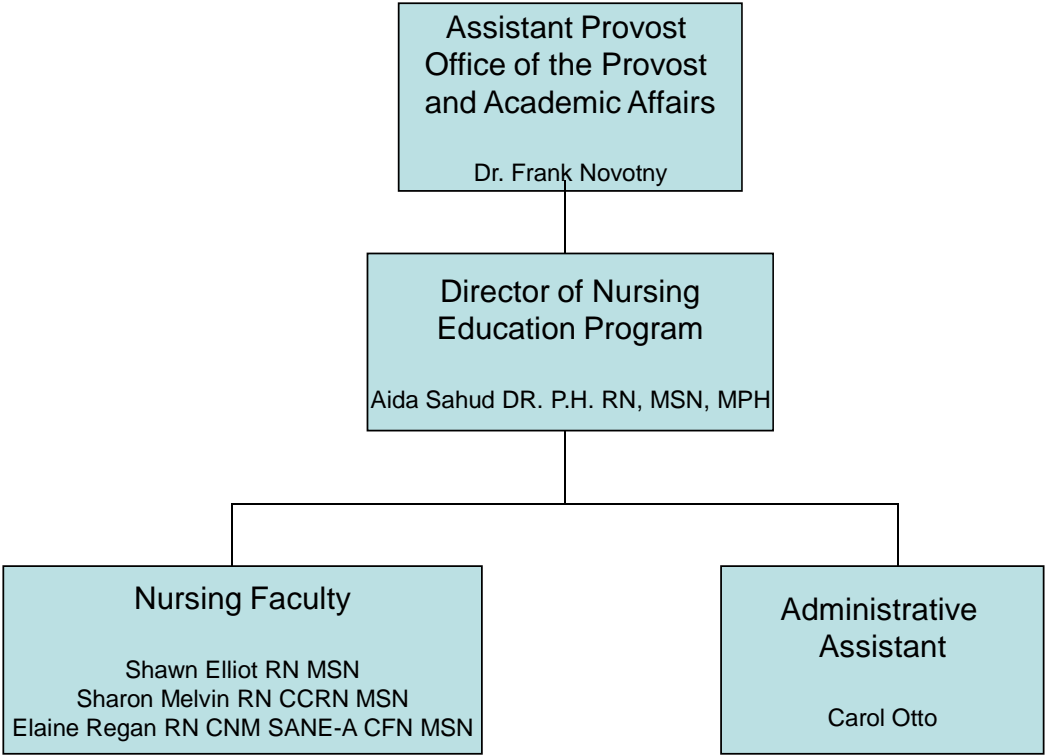 Assistant Provost
Office of the Provost
and Academic Affairs
Dr. Frank Novotny
Director of Nursing
Education Program
Aida Sahud DR. P.H. RN, MSN, MPH
Nursing Faculty
Shawn Elliot RN MSN
Sharon Melvin RN CCRN MSN
Elaine Regan RN CNM SANE-A CFN MSN
Administrative
Assistant
Carol Otto